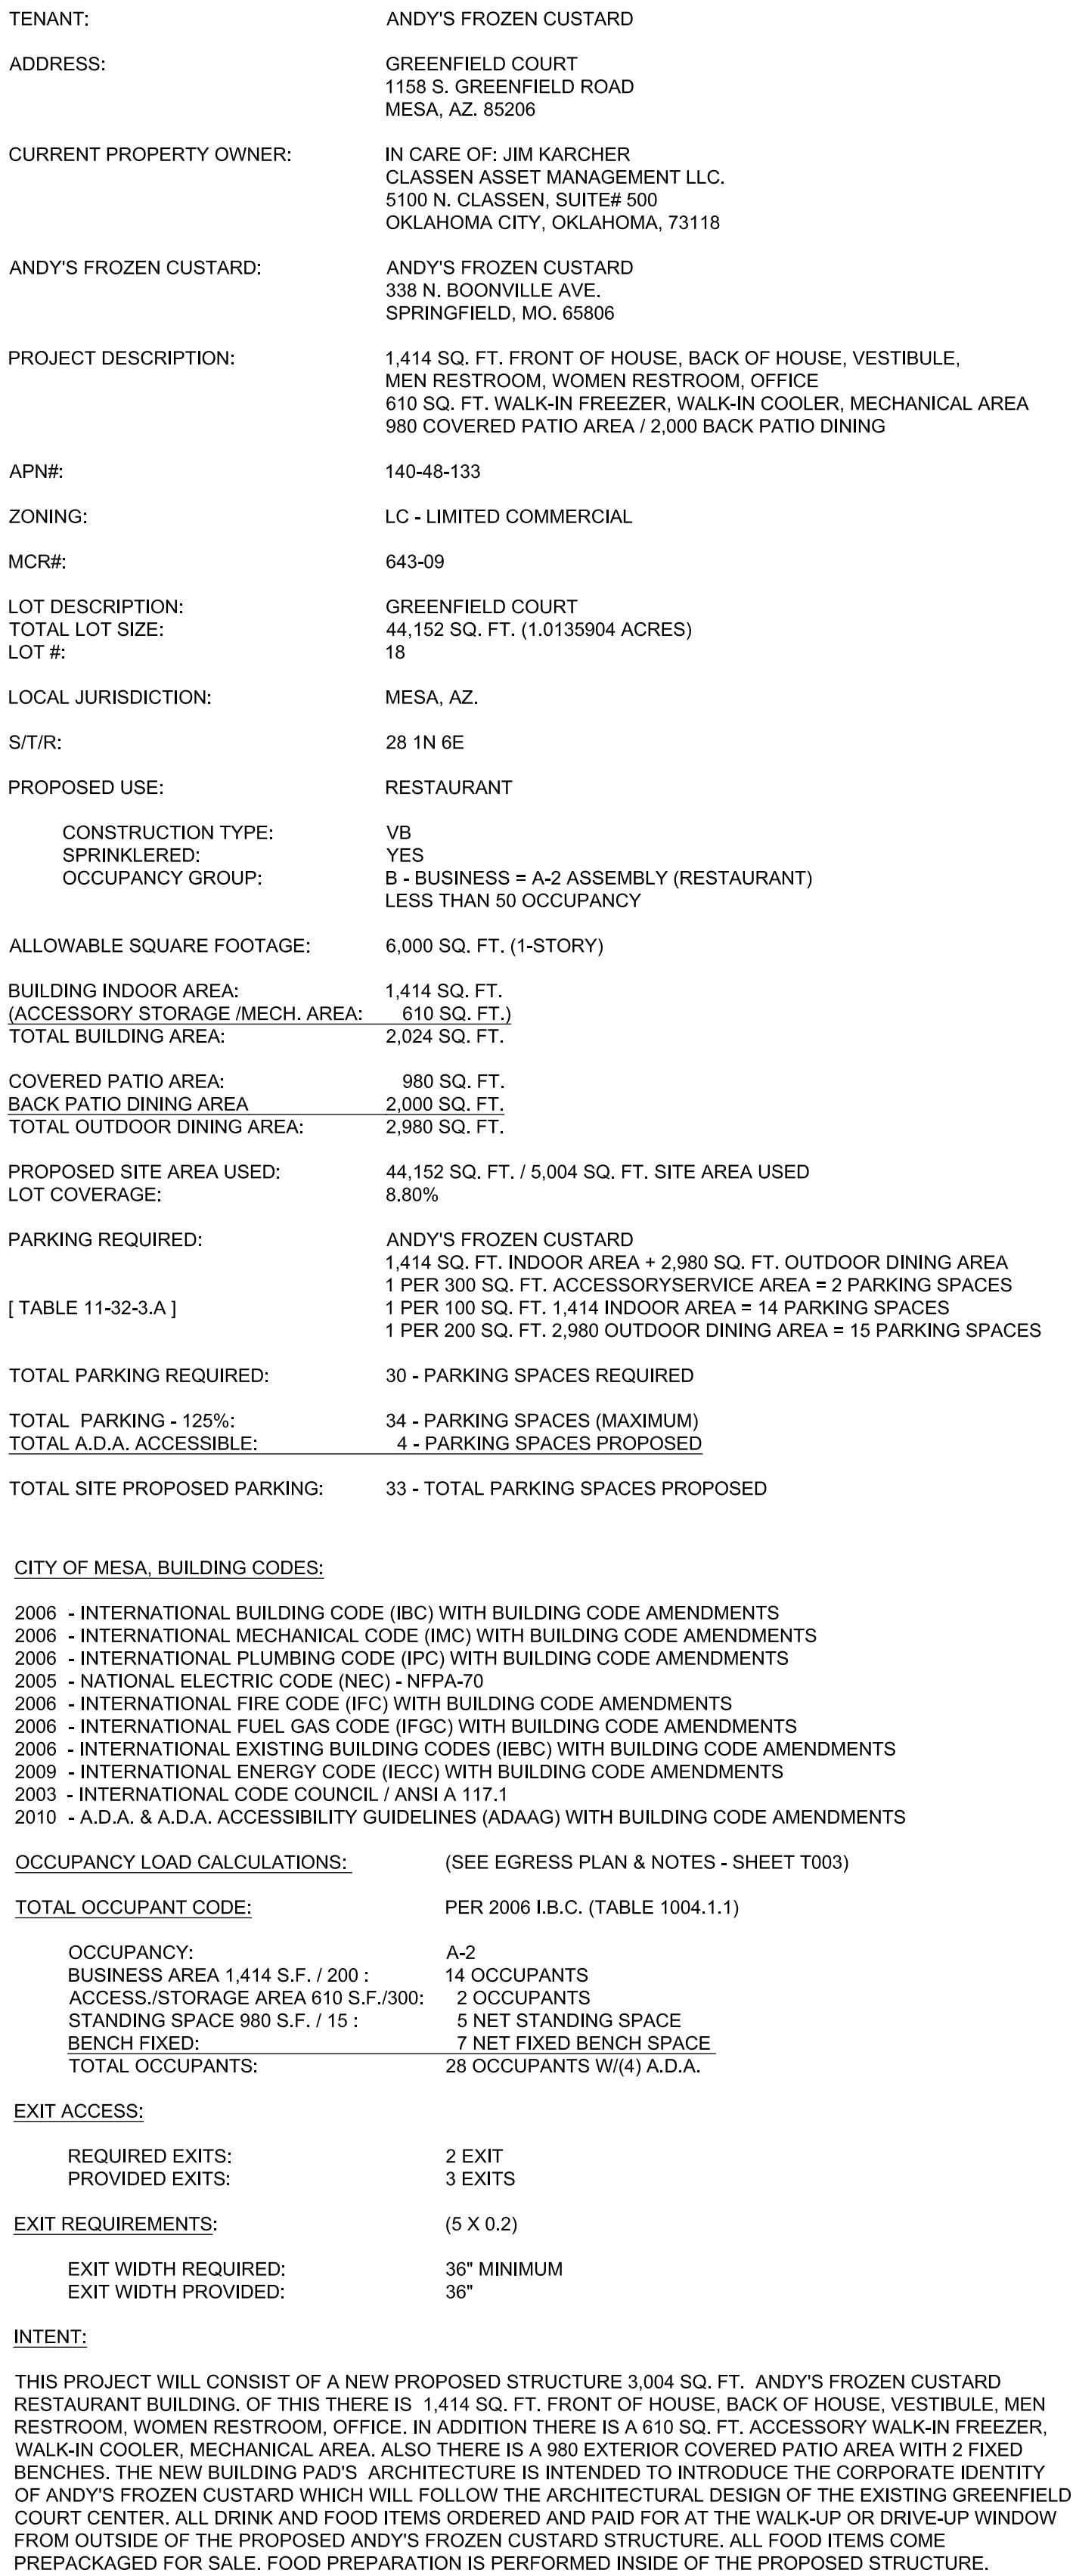 TENANT: ANDY'S FROZEN CUSTARD
ADDRESS: GREENFIELD COURT
1158 S. GREENFIELD ROAD
MESA, AZ. 85206
CURRENT PROPERTY OWNER: IN CARE OF: JIM KARCHER
CLASSEN ASSET MANAGEMENT LLC.
5100 N. CLASSEN, SUITE# 500
OKLAHOMA CITY, OKLAHOMA, 73118
ANDY'S FROZEN CUSTARD: ANDY'S FROZEN CUSTARD
338 N. BOONVILLE AVE.
SPRINGFIELD, MO. 65806
PROJECT DESCRIPTION: 1,414 SQ. FT. FRONT OF HOUSE, BACK OF HOUSE, VESTIBULE,
MEN RESTROOM, WOMEN RESTROOM, OFFICE
610 SQ. FT. WALK-IN FREEZER, WALK-IN COOLER, MECHANICAL AREA
980 COVERED PATIO AREA / 2,000 BACK PATIO DINING
APN#: 140-48-133
ZONING: LC - LIMITED COMMERCIAL
MCR#: 643-09
LOT DESCRIPTION: GREENFIELD COURT
TOTAL LOT SIZE: 44,152 SQ. FT. (1.0135904 ACRES)
LOT #: 18
LOCAL JURISDICTION: MESA, AZ.
S/T/R: 28 1N 6E
PROPOSED USE: RESTAURANT
CONSTRUCTION TYPE: VB
SPRINKLERED: YES
OCCUPANCY GROUP: B - BUSINESS = A-2 ASSEMBLY (RESTAURANT)
LESS THAN 50 OCCUPANCY
ALLOWABLE SQUARE FOOTAGE: 6,000 SQ. FT. (1-STORY)
BUILDING INDOOR AREA: 1,414 SQ. FT.
(ACCESSORY STORAGE /MECH. AREA: 610 SQ. FT.)
TOTAL BUILDING AREA: 2,024 SQ. FT.
COVERED PATIO AREA: 980 SQ. FT.
BACK PATIO DINING AREA 2,000 SQ. FT.
TOTAL OUTDOOR DINING AREA: 2,980 SQ. FT.
PROPOSED SITE AREA USED: 44,152 SQ. FT. / 5,004 SQ. FT. SITE AREA USED
LOT COVERAGE: 8.80%
PARKING REQUIRED: ANDY'S FROZEN CUSTARD
1,414 SQ. FT. INDOOR AREA + 2,980 SQ. FT. OUTDOOR DINING AREA
1 PER 300 SQ. FT. ACCESSORYSERVICE AREA = 2 PARKING SPACES
[ TABLE 11-32-3.A ] 1 PER 100 SQ. FT. 1,414 INDOOR AREA = 14 PARKING SPACES
1 PER 200 SQ. FT. 2,980 OUTDOOR DINING AREA = 15 PARKING SPACES
TOTAL PARKING REQUIRED: 30 - PARKING SPACES REQUIRED
TOTAL PARKING - 125%: 34 - PARKING SPACES (MAXIMUM)
TOTAL A.D.A. ACCESSIBLE: 4 - PARKING SPACES PROPOSED
TOTAL SITE PROPOSED PARKING: 33 - TOTAL PARKING SPACES PROPOSED
CITY OF MESA, BUILDING CODES:
2006 - INTERNATIONAL BUILDING CODE (IBC) WITH BUILDING CODE AMENDMENTS
2006 - INTERNATIONAL MECHANICAL CODE (IMC) WITH BUILDING CODE AMENDMENTS
2006 - INTERNATIONAL PLUMBING CODE (IPC) WITH BUILDING CODE AMENDMENTS
2005 - NATIONAL ELECTRIC CODE (NEC) - NFPA-70
2006 - INTERNATIONAL FIRE CODE (IFC) WITH BUILDING CODE AMENDMENTS
2006 - INTERNATIONAL FUEL GAS CODE (IFGC) WITH BUILDING CODE AMENDMENTS
2006 - INTERNATIONAL EXISTING BUILDING CODES (IEBC) WITH BUILDING CODE AMENDMENTS
2009 - INTERNATIONAL ENERGY CODE (IECC) WITH BUILDING CODE AMENDMENTS
2003 - INTERNATIONAL CODE COUNCIL / ANSI A 117.1
2010 - A.D.A. & A.D.A. ACCESSIBILITY GUIDELINES (ADAAG) WITH BUILDING CODE AMENDMENTS
OCCUPANCY LOAD CALCULATIONS: (SEE EGRESS PLAN & NOTES - SHEET T003)
TOTAL OCCUPANT CODE: PER 2006 I.B.C. (TABLE 1004.1.1)
OCCUPANCY: A-2
BUSINESS AREA 1,414 S.F. / 200 : 14 OCCUPANTS
ACCESS./STORAGE AREA 610 S.F./300: 2 OCCUPANTS
STANDING SPACE 980 S.F. / 15 : 5 NET STANDING SPACE
BENCH FIXED: 7 NET FIXED BENCH SPACE
TOTAL OCCUPANTS: 28 OCCUPANTS W/(4) A.D.A.
EXIT ACCESS:
REQUIRED EXITS: 2 EXIT
PROVIDED EXITS: 3 EXITS
EXIT REQUIREMENTS: (5 X 0.2)
EXIT WIDTH REQUIRED: 36" MINIMUM
EXIT WIDTH PROVIDED: 36"
INTENT:
THIS PROJECT WILL CONSIST OF A NEW PROPOSED STRUCTURE 3,004 SQ. FT. ANDY'S FROZEN CUSTARD
RESTAURANT BUILDING. OF THIS THERE IS 1,414 SQ. FT. FRONT OF HOUSE, BACK OF HOUSE, VESTIBULE, MEN
RESTROOM, WOMEN RESTROOM, OFFICE. IN ADDITION THERE IS A 610 SQ. FT. ACCESSORY WALK-IN FREEZER,
WALK-IN COOLER, MECHANICAL AREA. ALSO THERE IS A 980 EXTERIOR COVERED PATIO AREA WITH 2 FIXED
BENCHES. THE NEW BUILDING PAD'S ARCHITECTURE IS INTENDED TO INTRODUCE THE CORPORATE IDENTITY
OF ANDY'S FROZEN CUSTARD WHICH WILL FOLLOW THE ARCHITECTURAL DESIGN OF THE EXISTING GREENFIELD
COURT CENTER. ALL DRINK AND FOOD ITEMS ORDERED AND PAID FOR AT THE WALK-UP OR DRIVE-UP WINDOW
FROM OUTSIDE OF THE PROPOSED ANDY'S FROZEN CUSTARD STRUCTURE. ALL FOOD ITEMS COME
PREPACKAGED FOR SALE. FOOD PREPARATION IS PERFORMED INSIDE OF THE PROPOSED STRUCTURE.